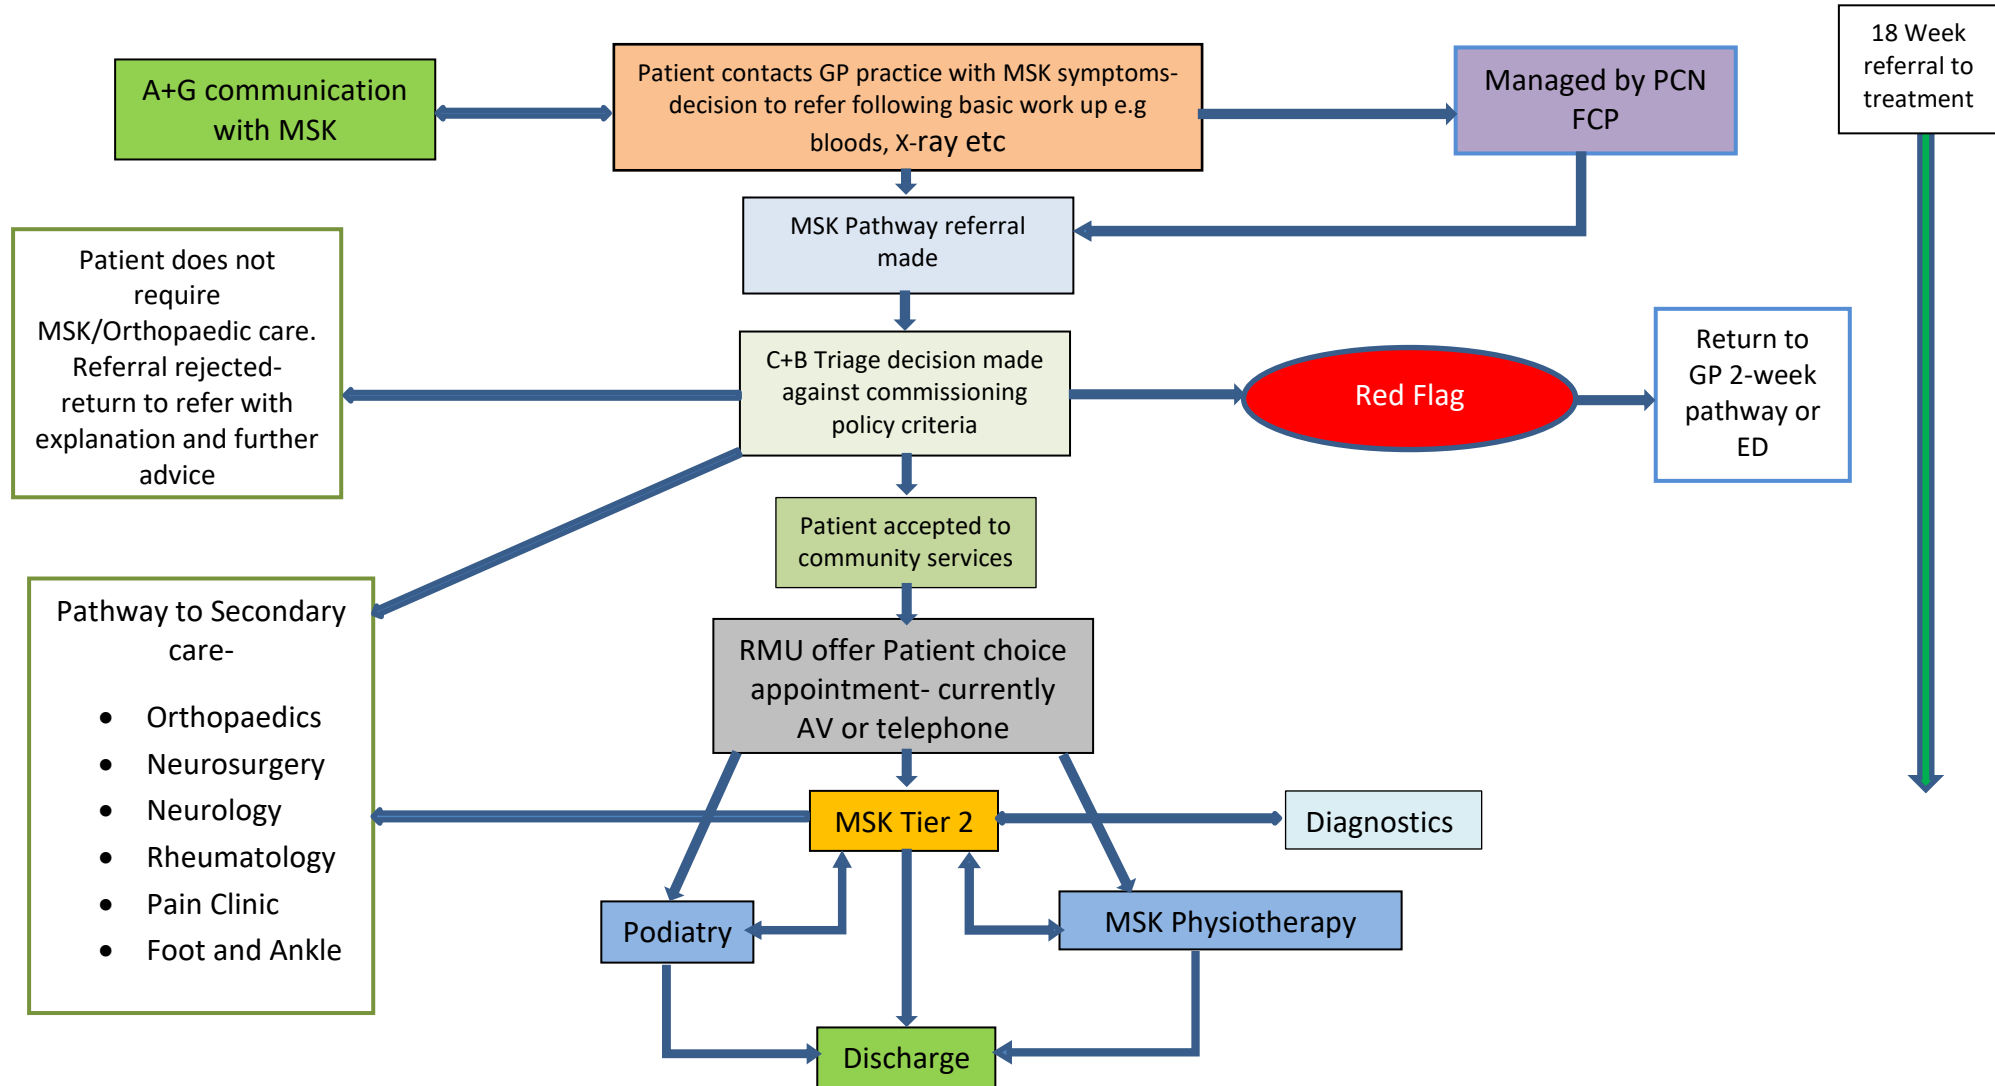 18 Week
referral to
treatment
A+G communication
with MSK
Patient contacts GP practice with MSK symptoms-
decision to refer following basic work up e.g
bloods, X-ray etc
Managed by PCN
FCP
MSK Pathway referral
made
Patient does not
require
MSK/Orthopaedic care.
Referral rejected-
return to refer with
explanation and further
advice
C+B Triage decision made
against commissioning
policy criteria
Red Flag
Return to
GP 2-week
pathway or
ED
Patient accepted to
community services
Pathway to Secondary
care-
• Orthopaedics
• Neurosurgery
• Neurology
• Rheumatology
• Pain Clinic
• Foot and Ankle
RMU offer Patient choice
appointment- currently
AV or telephone
MSK Tier 2
Diagnostics
Podiatry
MSK Physiotherapy
Discharge